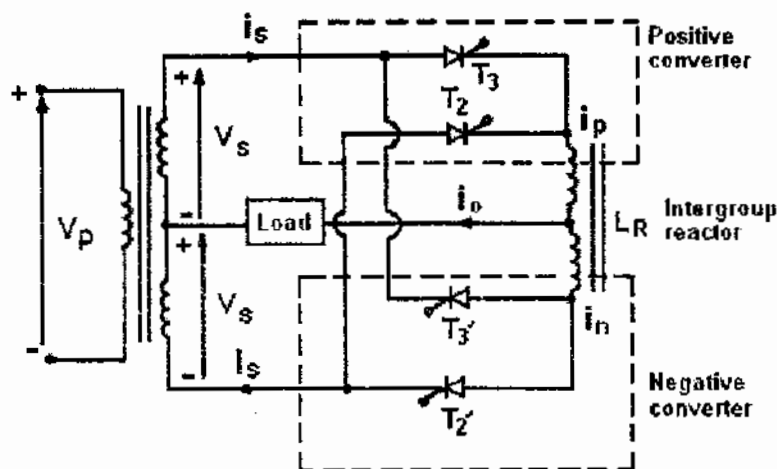 Positive
converter
i_s
T_3
T_2
i_p
+
+
V_s
-
+
V_p
Load
i_o
L_R
Intergroup
reactor
V_s
T_3'
i_n
-
-
i_s
T_2'
Negative
converter